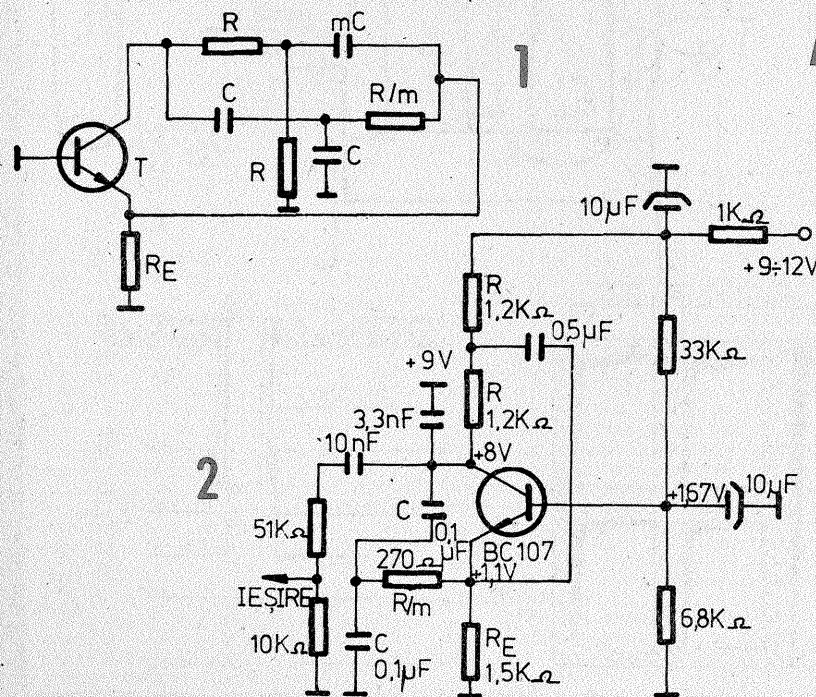 1
R
mC
C
R/m
R
C
T
RE
2
10µF
1KΩ
+9÷12V
R
1,2KΩ
0,5µF
33KΩ
R
1,2KΩ
+9V
3,3nF
10nF
+8V
C
0,1
µF
51KΩ
BC107
+1,67V
10µF
270Ω
R/m
+1,1V
IEŞIRE
10KΩ
C
0,1µF
RE
1,5KΩ
6,8KΩ